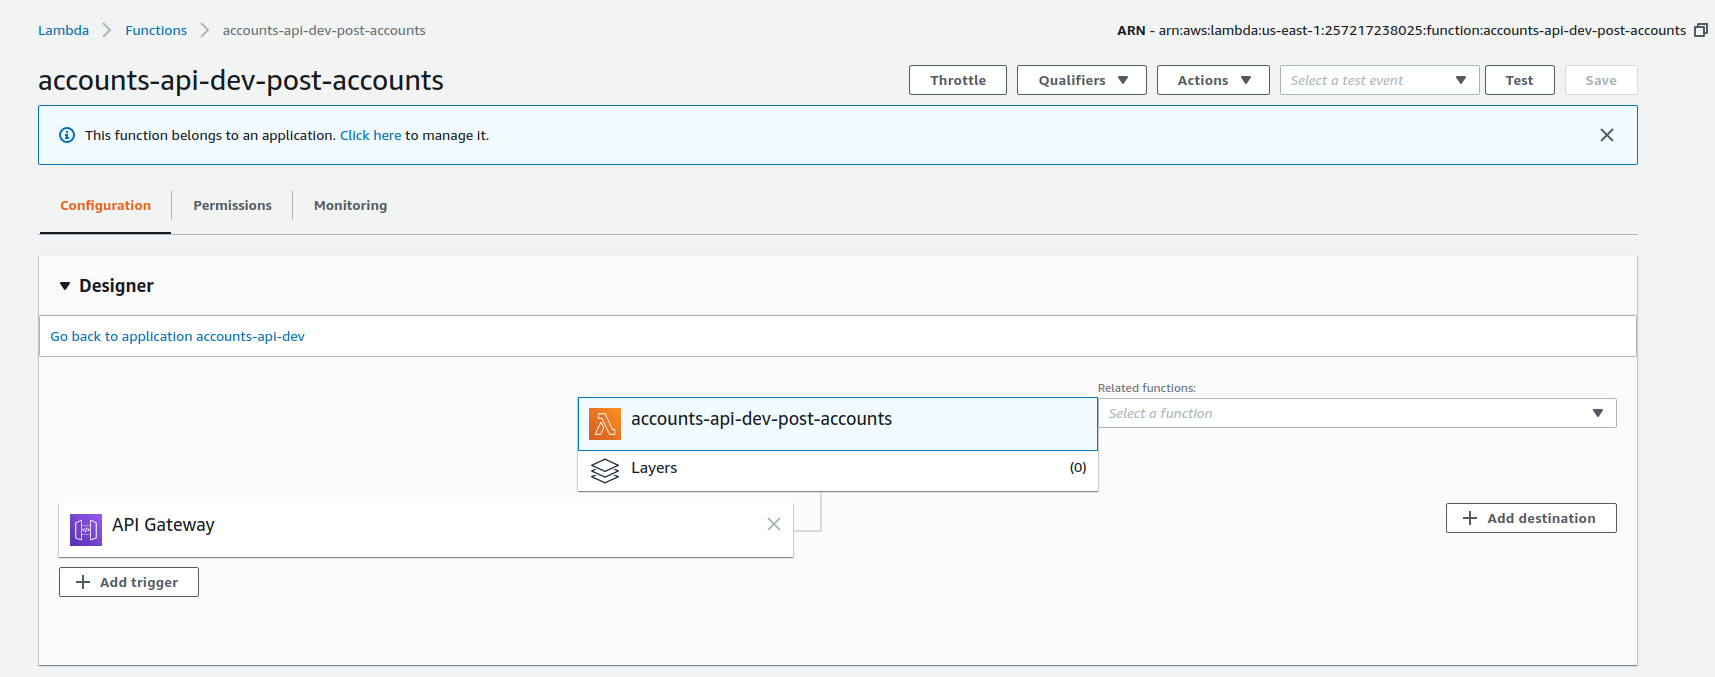 Lambda Functions accounts-api-dev-post-accounts
ARN - arn:aws:lambda:us-east-1:257217238025:function:accounts-api-dev-post-accounts
accounts-api-dev-post-accounts
Throttle Qualifiers Actions Select a test event Test Save
This function belongs to an application. Click here to manage it.
Configuration Permissions Monitoring
Designer
Go back to application accounts-api-dev
Related functions:
Select a function
accounts-api-dev-post-accounts
Layers (0)
API Gateway
Add destination
Add trigger